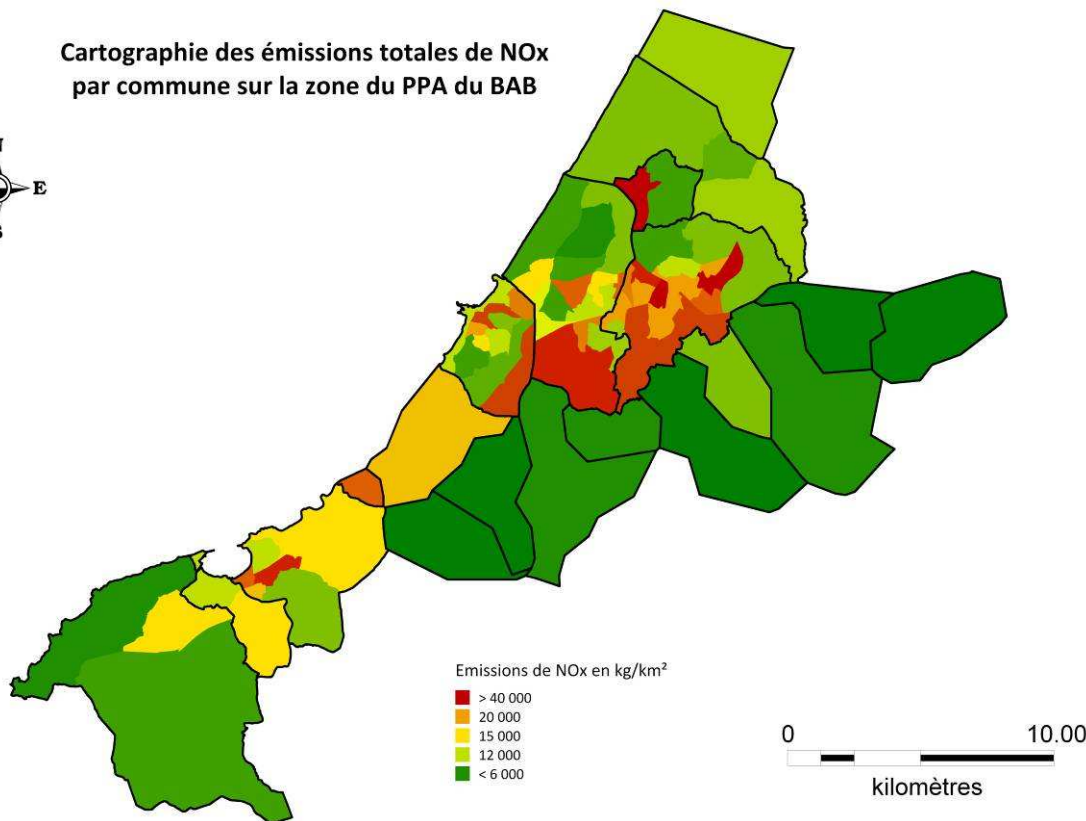 Cartographie des émissions totales de NOx
par commune sur la zone du PPA du BAB
E
Emissions de NOx en kg/km²
> 40 000
20 000
15 000
12 000
< 6 000
0 10.00
kilomètres